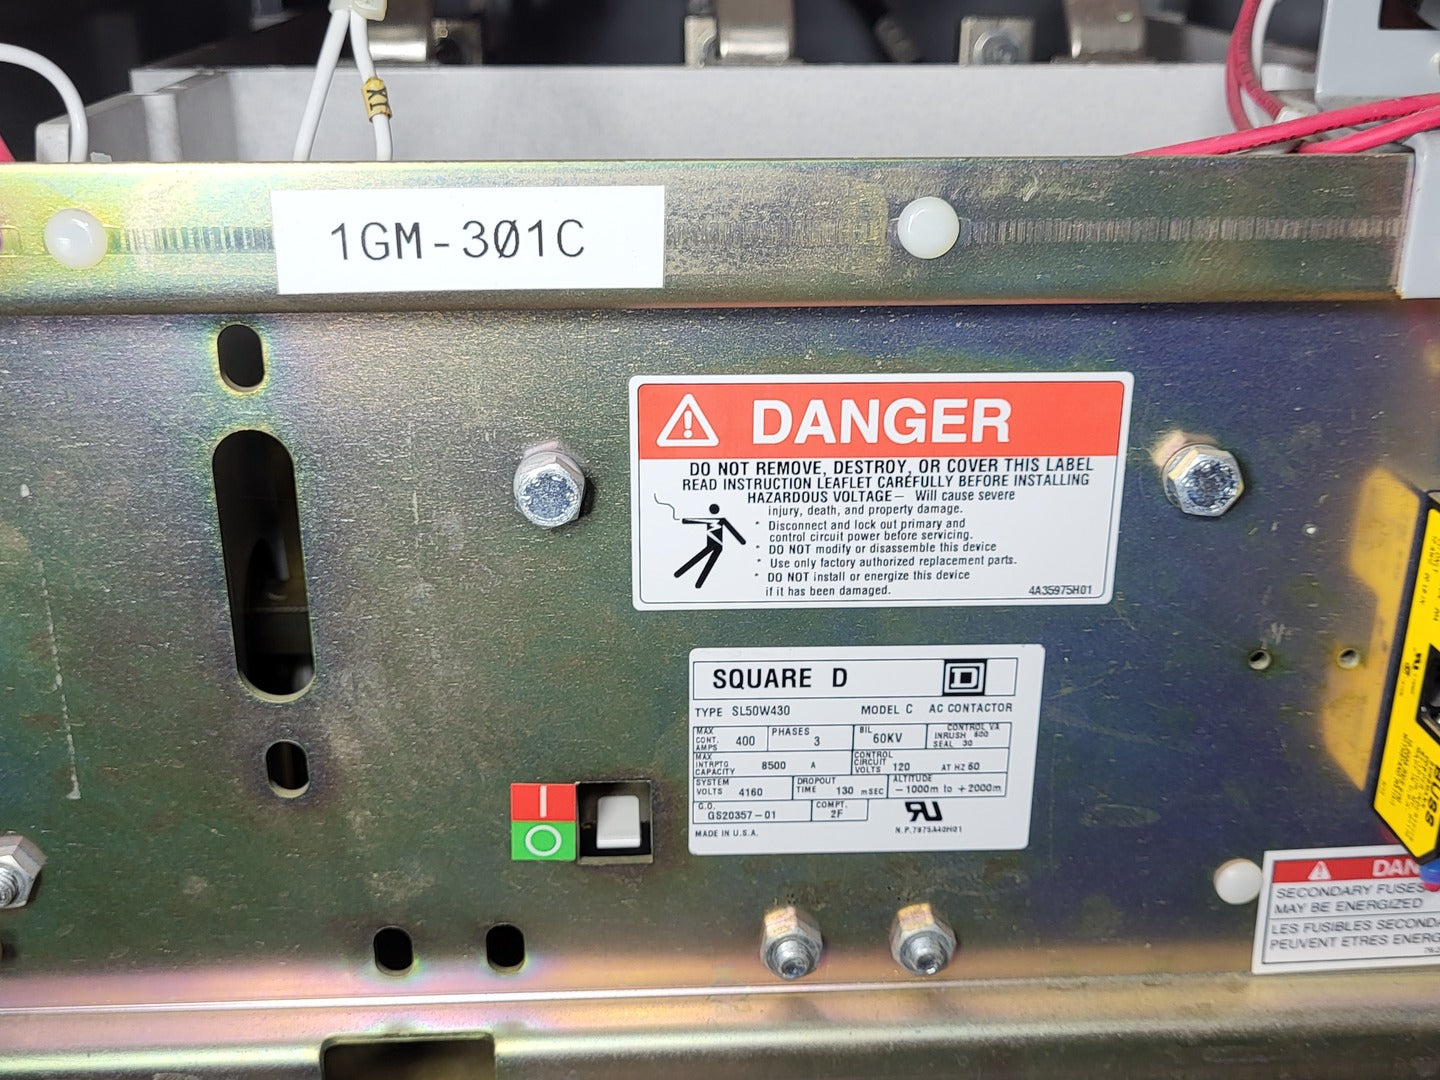 X1
1GM-3Ø1C
DANGER
DO NOT REMOVE, DESTROY, OR COVER THIS LABEL
READ INSTRUCTION LEAFLET CAREFULLY BEFORE INSTALLING
HAZARDOUS VOLTAGE— Will cause severe
injury, death, and property damage.
* Disconnect and lock out primary and
control circuit power before servicing.
* DO NOT modify or disassemble this device
* Use only factory authorized replacement parts.
* DO NOT install or energize this device
if it has been damaged.
4A35975H01
SQUARE D
TYPE SL50W430 MODEL C AC CONTACTOR
MAX CONT. AMPS 400 PHASES 3 BIL 60KV CONTROL VA INRUSH 600 SEAL 30
MAX INTRPTG CAPACITY 8500 A CONTROL CIRCUIT VOLTS 120 AT HZ 60
SYSTEM VOLTS 4160 DROPOUT TIME 130 mSEC ALTITUDE -1000m to +2000m
G.O. GS20357-01 COMPT. 2F
MADE IN U.S.A. N.P.7875A40H01
I
O
BUSS
DAN
SECONDARY FUSES
MAY BE ENERGIZED
LES FUSIBLES SECOND
PEUVENT ETRES ENERG